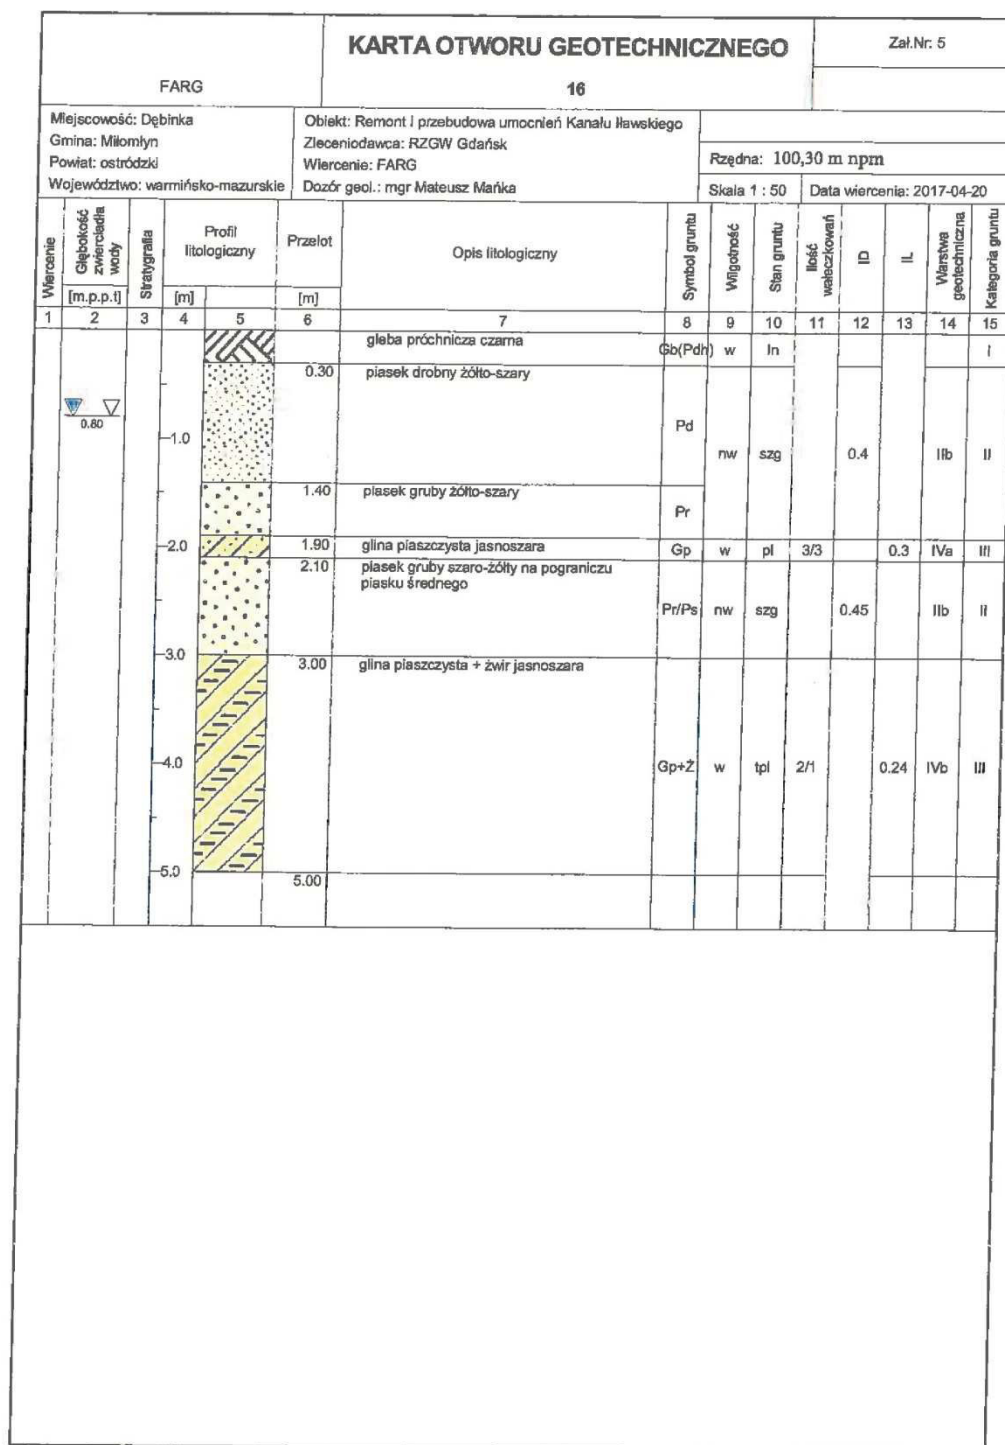 KARTA OTWORU GEOTECHNICZNEGO
Zał.Nr: 5
FARG
16
Miejscowość: Dębinka
Gmina: Miłomłyn
Powiat: ostródzki
Województwo: warmińsko-mazurskie
Obiekt: Remont i przebudowa umocnień Kanału Iławskiego
Zleceniodawca: RZGW Gdańsk
Wiercenie: FARG
Dozór geol.: mgr Mateusz Mańka
Rzędna: 100,30 m npm
Skala 1 : 50 Data wiercenia: 2017-04-20
Wiercenie
Głębokość zwierciadła wody
[m.p.p.t]
Stratygrafia
Profil litologiczny
[m]
Przelot
[m]
Opis litologiczny
Symbol gruntu
Wilgotność
Stan gruntu
Ilość wałeczkowań
ID
IL
Warstwa geotechniczna
Kategoria gruntu
1 2 3 4 5 6 7 8 9 10 11 12 13 14 15
gleba próchnicza czarna Gb(Pdh) w ln I
0.30 piasek drobny żółto-szary
Pd
0.80
1.0
nw szg 0.4 IIb II
1.40 piasek gruby żółto-szary
Pr
2.0 1.90 glina piaszczysta jasnoszara Gp w pl 3/3 0.3 IVa III
2.10 piasek gruby szaro-żółty na pograniczu
piasku średnego
Pr/Ps nw szg 0.45 IIb II
3.0 3.00 glina piaszczysta + żwir jasnoszara
4.0 Gp+Ż w tpl 2/1 0.24 IVb III
5.0 5.00